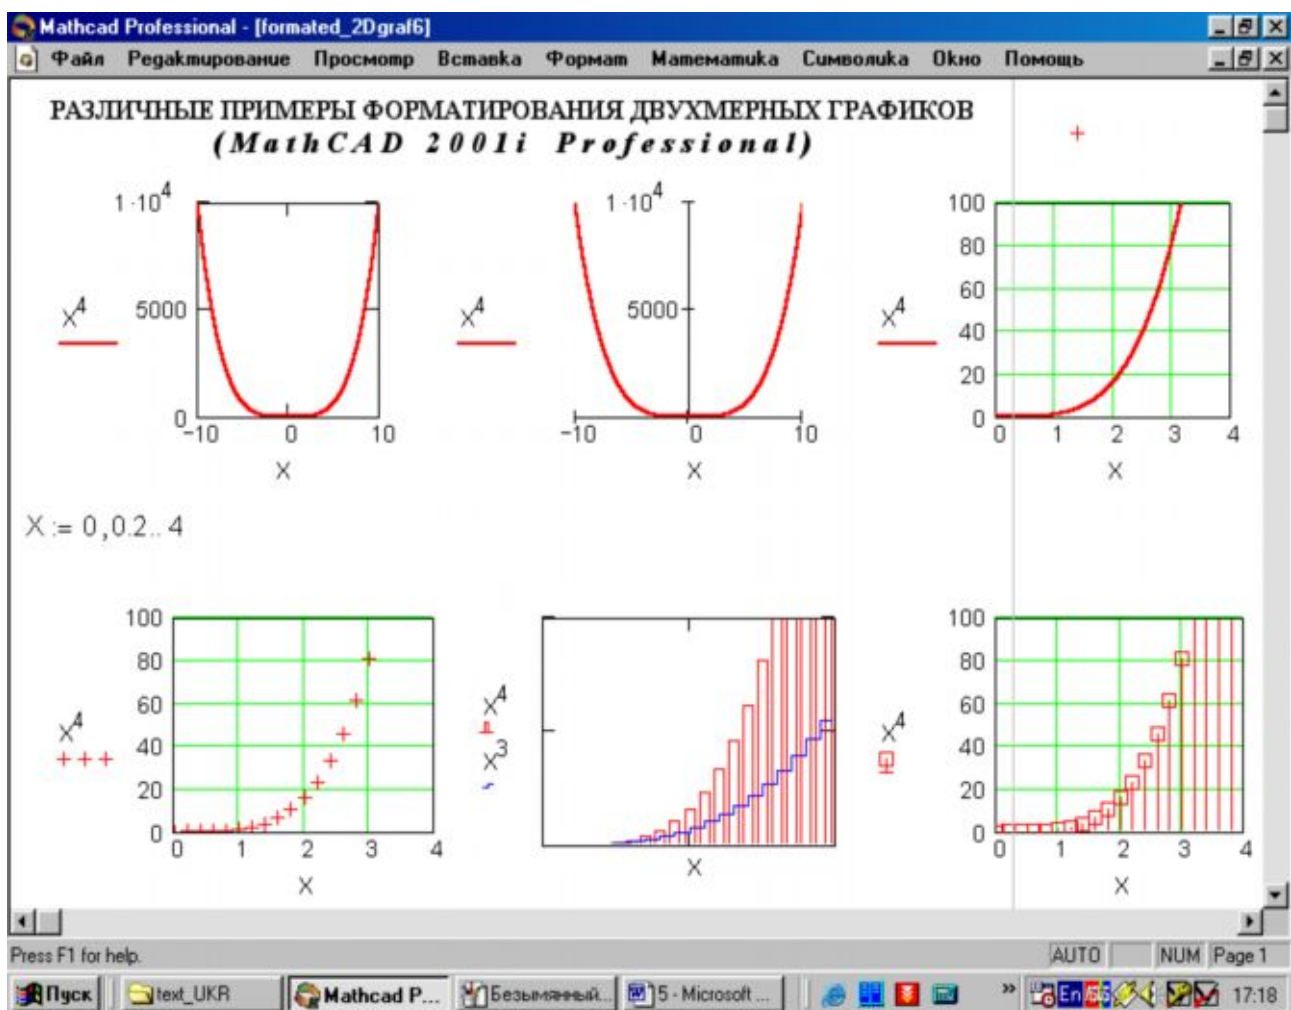 Mathcad Professional - [formated_2Dgraf6]
Файл Редактирование Просмотр Вставка Формат Математика Символика Окно Помощь
РАЗЛИЧНЫЕ ПРИМЕРЫ ФОРМАТИРОВАНИЯ ДВУХМЕРНЫХ ГРАФИКОВ
(MathCAD 2001i Professional)
1·10⁴ 1·10⁴ 100
80
60
X⁴ 5000 X⁴ 5000 X⁴
40
20
0 0
-10 0 10 -10 0 10 0 1 2 3 4
X X X
X := 0,0.2.. 4
100 100
80 80
60 X⁴ 60
X⁴ X⁴
40 X³ 40
20 20
0 0
0 1 2 3 4 0 1 2 3 4
X X X
Press F1 for help. AUTO NUM Page 1
Пуск text_UKR Mathcad P... Безымянный... 5 - Microsoft ... » En 17:18